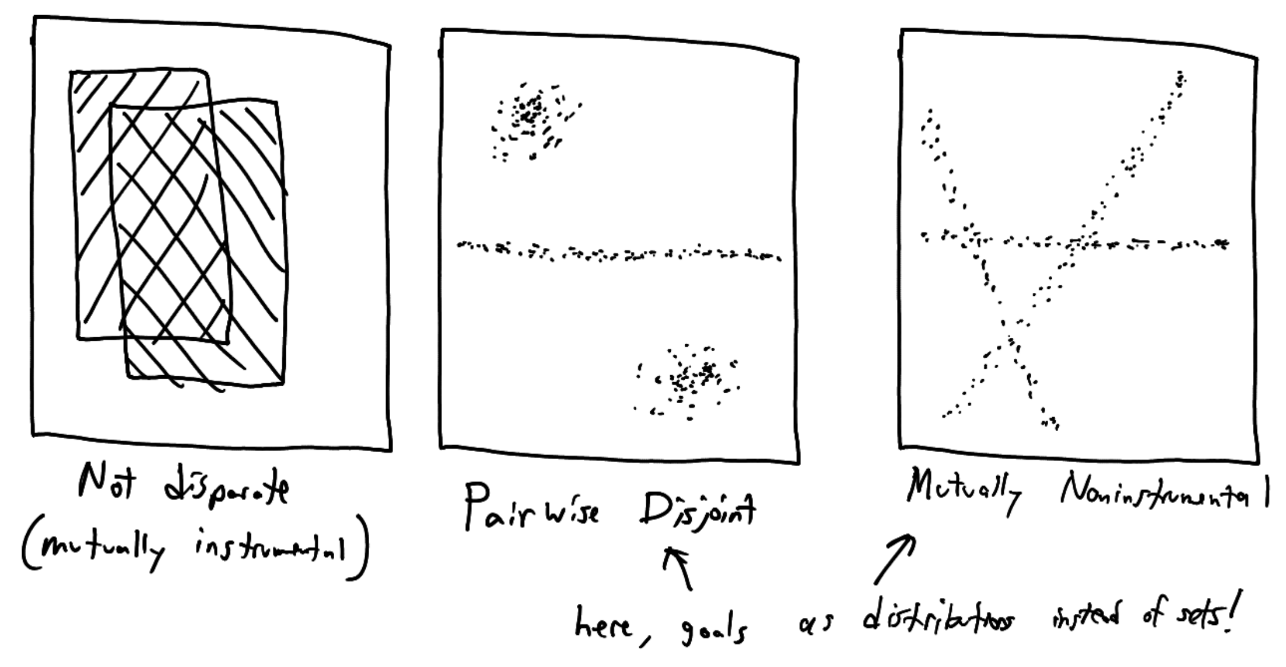 Not disparate
(mutually instrumental)
Pairwise Disjoint
Mutually Noninstrumental
here, goals as distributions instead of sets!